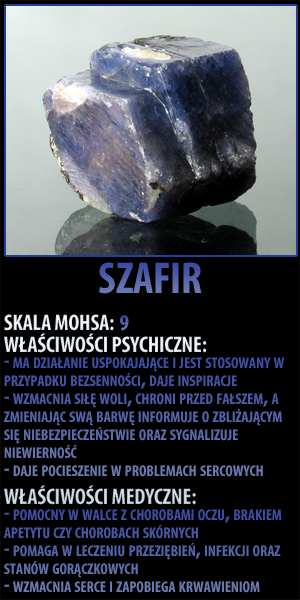 SZAFIR
SKALA MOHSA: 9
WŁAŚCIWOŚCI PSYCHICZNE:
- MA DZIAŁANIE USPOKAJAJĄCE I JEST STOSOWANY W
PRZYPADKU BEZSENNOŚCI, DAJE INSPIRACJE
- WZMACNIA SIŁĘ WOLI, CHRONI PRZED FAŁSZEM, A
ZMIENIAJĄC SWĄ BARWĘ INFORMUJE O ZBLIŻAJĄCYM
SIĘ NIEBEZPIECZEŃSTWIE ORAZ SYGNALIZUJE
NIEWIERNOŚĆ
- DAJE POCIESZENIE W PROBLEMACH SERCOWYCH
WŁAŚCIWOŚCI MEDYCZNE:
- POMOCNY W WALCE Z CHOROBAMI OCZU, BRAKIEM
APETYTU CZY CHOROBACH SKÓRNYCH
- POMAGA W LECZENIU PRZEZIĘBIEŃ, INFEKCJI ORAZ
STANÓW GORĄCZKOWYCH
- WZMACNIA SERCE I ZAPOBIEGA KRWAWIENIOM